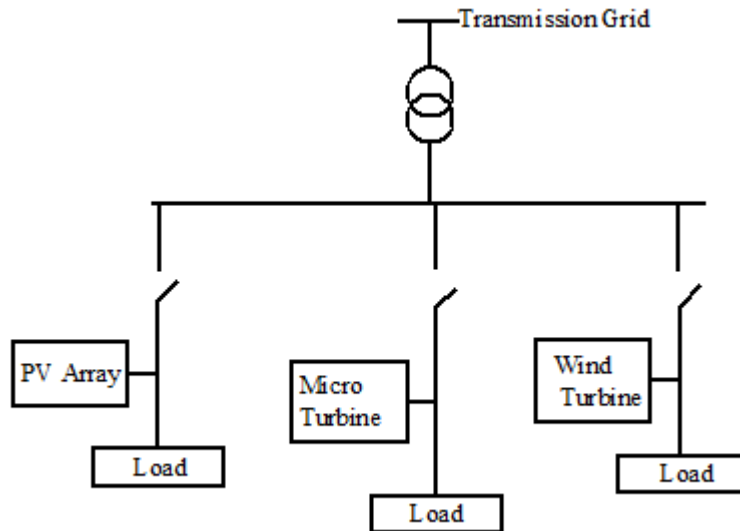 Transmission Grid
PV Array
Load
Micro
Turbine
Load
Wind
Turbine
Load